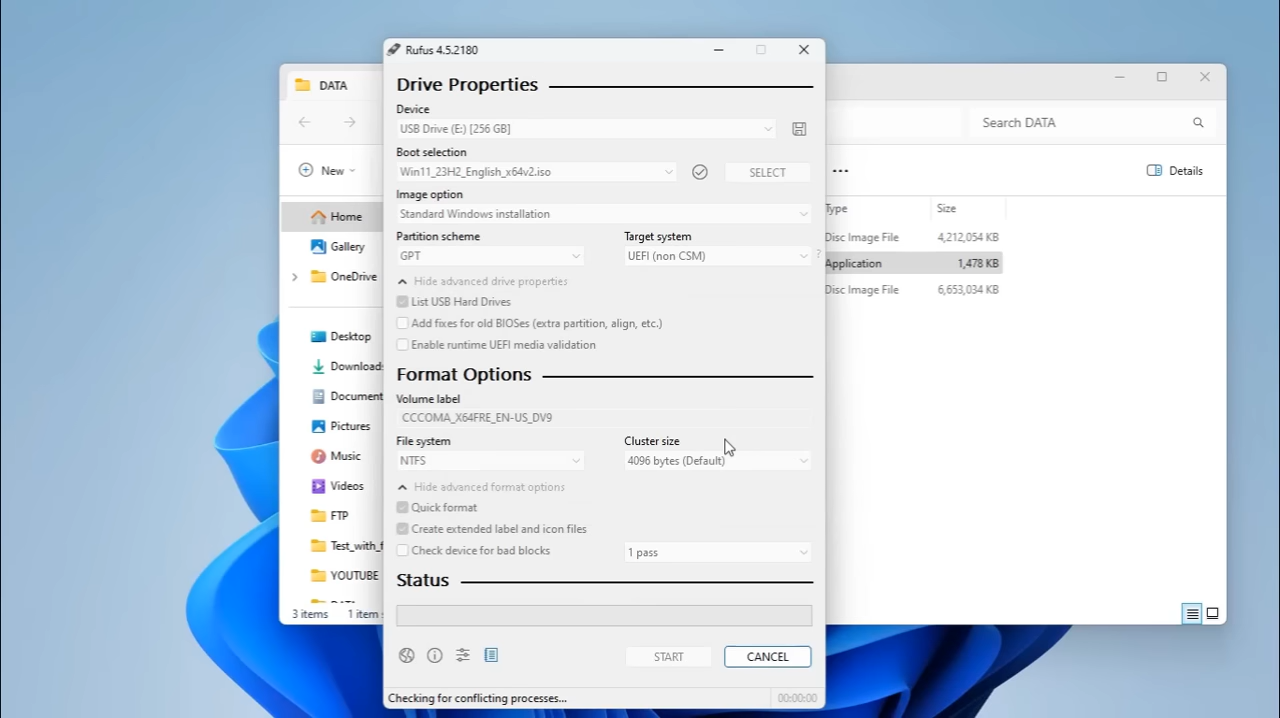 Rufus 4.5.2180
Drive Properties
Device
USB Drive (E:) [256 GB]
Boot selection
Win11_23H2_English_x64v2.iso
SELECT
Image option
Standard Windows installation
Partition scheme
Target system
GPT
UEFI (non CSM)
?
Hide advanced drive properties
List USB Hard Drives
Add fixes for old BIOSes (extra partition, align, etc.)
Enable runtime UEFI media validation
Format Options
Volume label
CCCOMA_X64FRE_EN-US_DV9
File system
Cluster size
NTFS
4096 bytes (Default)
Hide advanced format options
Quick format
Create extended label and icon files
Check device for bad blocks
1 pass
Status
START
CANCEL
Checking for conflicting processes...
00:00:00
DATA
Search DATA
New
...
Details
Home
Gallery
OneDrive
Desktop
Download
Document
Pictures
Music
Videos
FTP
Test_with_f
YOUTUBE
Type
Size
Disc Image File
4,212,054 KB
Application
1,478 KB
Disc Image File
6,653,034 KB
3 items
1 item